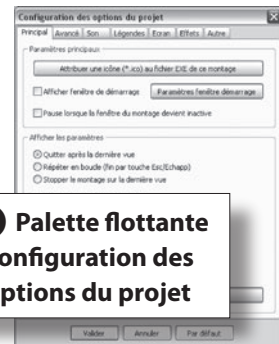 Configuration des options du projet
Principal Avancé Son Légendes Ecran Effets Autre
Paramètres principaux
Attribuer une icône (*.ico) au fichier EXE de ce montage
Afficher fenêtre de démarrage Paramètres fenêtre démarrage
Pause lorsque la fenêtre du montage devient inactive
Afficher les paramètres
Quitter après la dernière vue
Répéter en boucle (fin par touche Esc/Echapp)
Stopper le montage sur la dernière vue
Palette flottante
onfiguration des
ptions du projet
Valider Annuler Par défaut